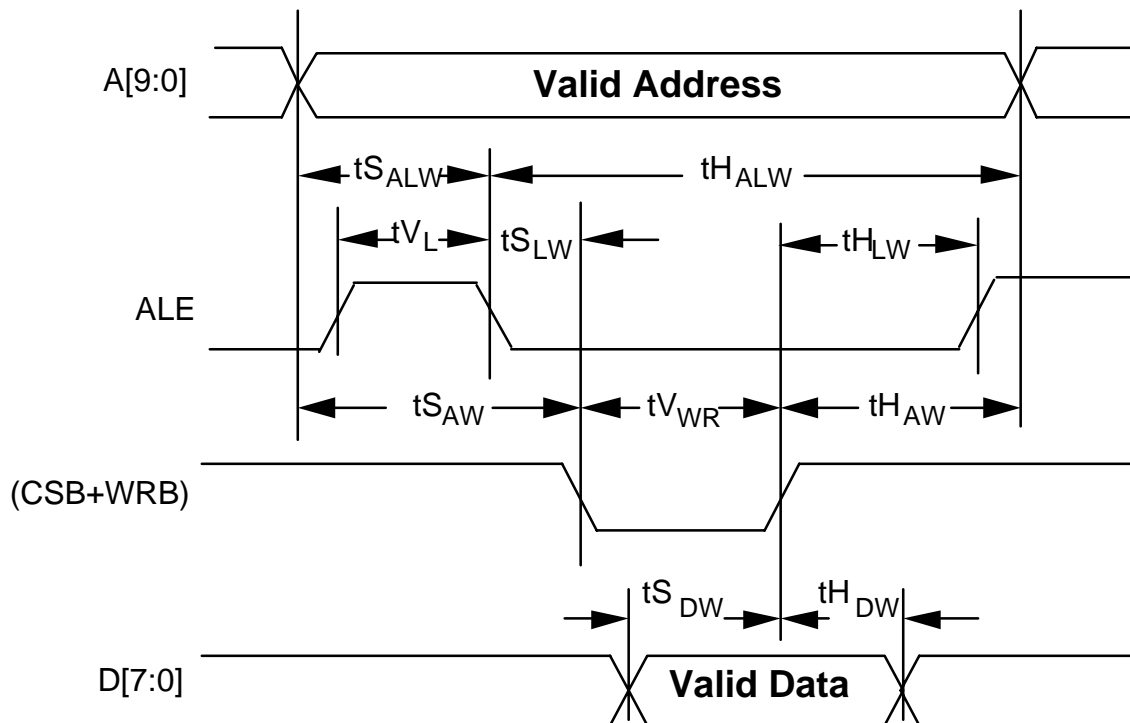 A[9:0]
Valid Address
tSALW
tHALW
tVL
tSLW
tHLW
ALE
tSAW
tVWR
tHAW
(CSB+WRB)
tSDW
tHDW
D[7:0]
Valid Data